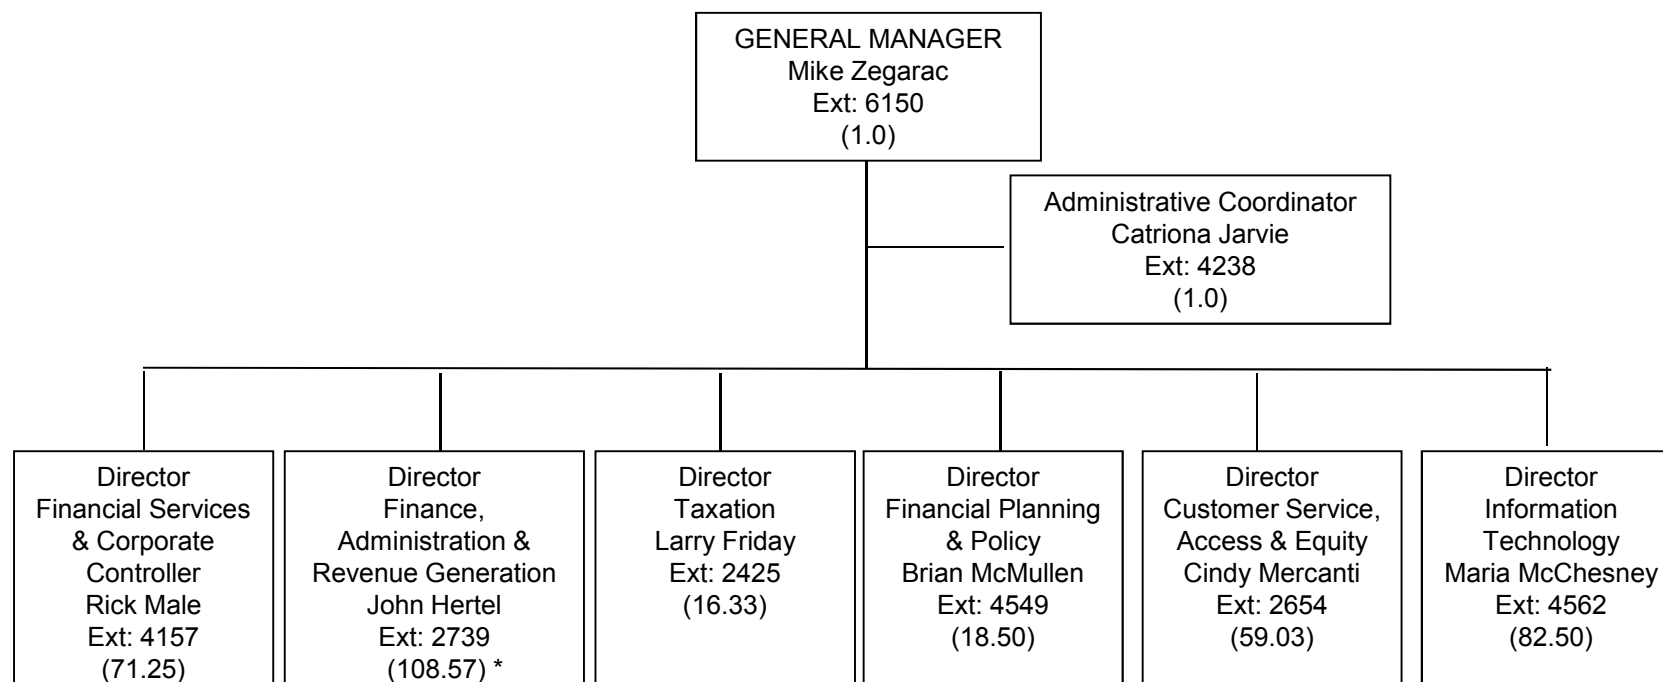 GENERAL MANAGER
Mike Zegarac
Ext: 6150
(1.0)
Administrative Coordinator
Catriona Jarvie
Ext: 4238
(1.0)
Director
Financial Services
& Corporate
Controller
Rick Male
Ext: 4157
(71.25)
Director
Finance,
Administration &
Revenue Generation
John Hertel
Ext: 2739
(108.57) *
Director
Taxation
Larry Friday
Ext: 2425
(16.33)
Director
Financial Planning
& Policy
Brian McMullen
Ext: 4549
(18.50)
Director
Customer Service,
Access & Equity
Cindy Mercanti
Ext: 2654
(59.03)
Director
Information
Technology
Maria McChesney
Ext: 4562
(82.50)